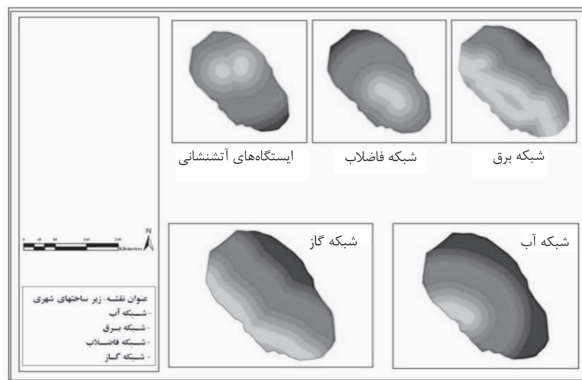 ایستگاه‌های آتشنشانی
شبکه فاضلاب
شبکه برق
شبکه گاز
شبکه آب
N
عنوان نقشه: زیر ساختهای شهری
- شبکه آب
- شبکه برق
- شبکه فاضلاب
- شبکه گاز